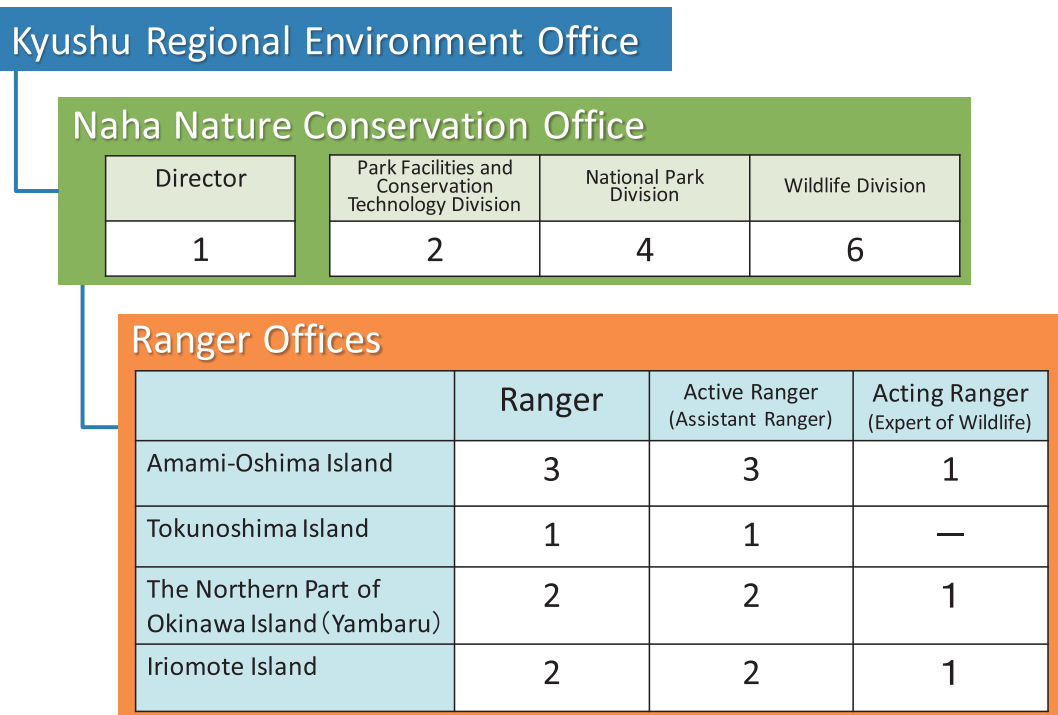 Kyushu Regional Environment Office
Naha Nature Conservation Office
Director
Park Facilities and
Conservation
Technology Division
National Park
Division
Wildlife Division
1
2
4
6
Ranger Offices
Ranger
Active Ranger
(Assistant Ranger)
Acting Ranger
(Expert of Wildlife)
Amami-Oshima Island
3
3
1
Tokunoshima Island
1
1
—
The Northern Part of
Okinawa Island（Yambaru）
2
2
1
Iriomote Island
2
2
1